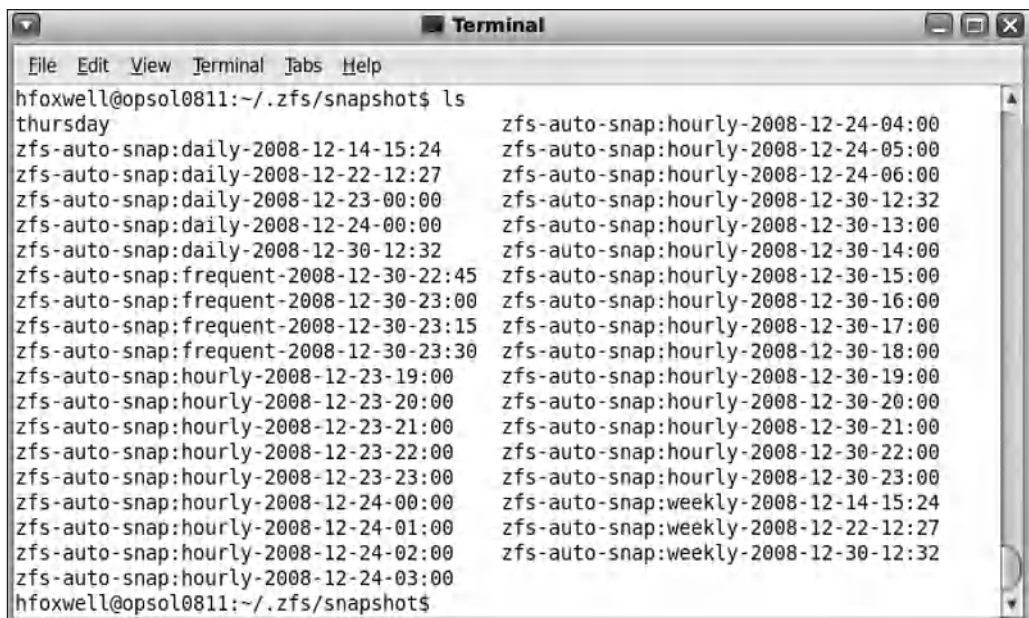 Terminal
File Edit View Terminal Tabs Help
hfoxwell@opsol0811:~/.zfs/snapshot$ ls
thursday zfs-auto-snap:hourly-2008-12-24-04:00
zfs-auto-snap:daily-2008-12-14-15:24 zfs-auto-snap:hourly-2008-12-24-05:00
zfs-auto-snap:daily-2008-12-22-12:27 zfs-auto-snap:hourly-2008-12-24-06:00
zfs-auto-snap:daily-2008-12-23-00:00 zfs-auto-snap:hourly-2008-12-30-12:32
zfs-auto-snap:daily-2008-12-24-00:00 zfs-auto-snap:hourly-2008-12-30-13:00
zfs-auto-snap:daily-2008-12-30-12:32 zfs-auto-snap:hourly-2008-12-30-14:00
zfs-auto-snap:frequent-2008-12-30-22:45 zfs-auto-snap:hourly-2008-12-30-15:00
zfs-auto-snap:frequent-2008-12-30-23:00 zfs-auto-snap:hourly-2008-12-30-16:00
zfs-auto-snap:frequent-2008-12-30-23:15 zfs-auto-snap:hourly-2008-12-30-17:00
zfs-auto-snap:frequent-2008-12-30-23:30 zfs-auto-snap:hourly-2008-12-30-18:00
zfs-auto-snap:hourly-2008-12-23-19:00 zfs-auto-snap:hourly-2008-12-30-19:00
zfs-auto-snap:hourly-2008-12-23-20:00 zfs-auto-snap:hourly-2008-12-30-20:00
zfs-auto-snap:hourly-2008-12-23-21:00 zfs-auto-snap:hourly-2008-12-30-21:00
zfs-auto-snap:hourly-2008-12-23-22:00 zfs-auto-snap:hourly-2008-12-30-22:00
zfs-auto-snap:hourly-2008-12-23-23:00 zfs-auto-snap:hourly-2008-12-30-23:00
zfs-auto-snap:hourly-2008-12-24-00:00 zfs-auto-snap:weekly-2008-12-14-15:24
zfs-auto-snap:hourly-2008-12-24-01:00 zfs-auto-snap:weekly-2008-12-22-12:27
zfs-auto-snap:hourly-2008-12-24-02:00 zfs-auto-snap:weekly-2008-12-30-12:32
zfs-auto-snap:hourly-2008-12-24-03:00
hfoxwell@opsol0811:~/.zfs/snapshot$